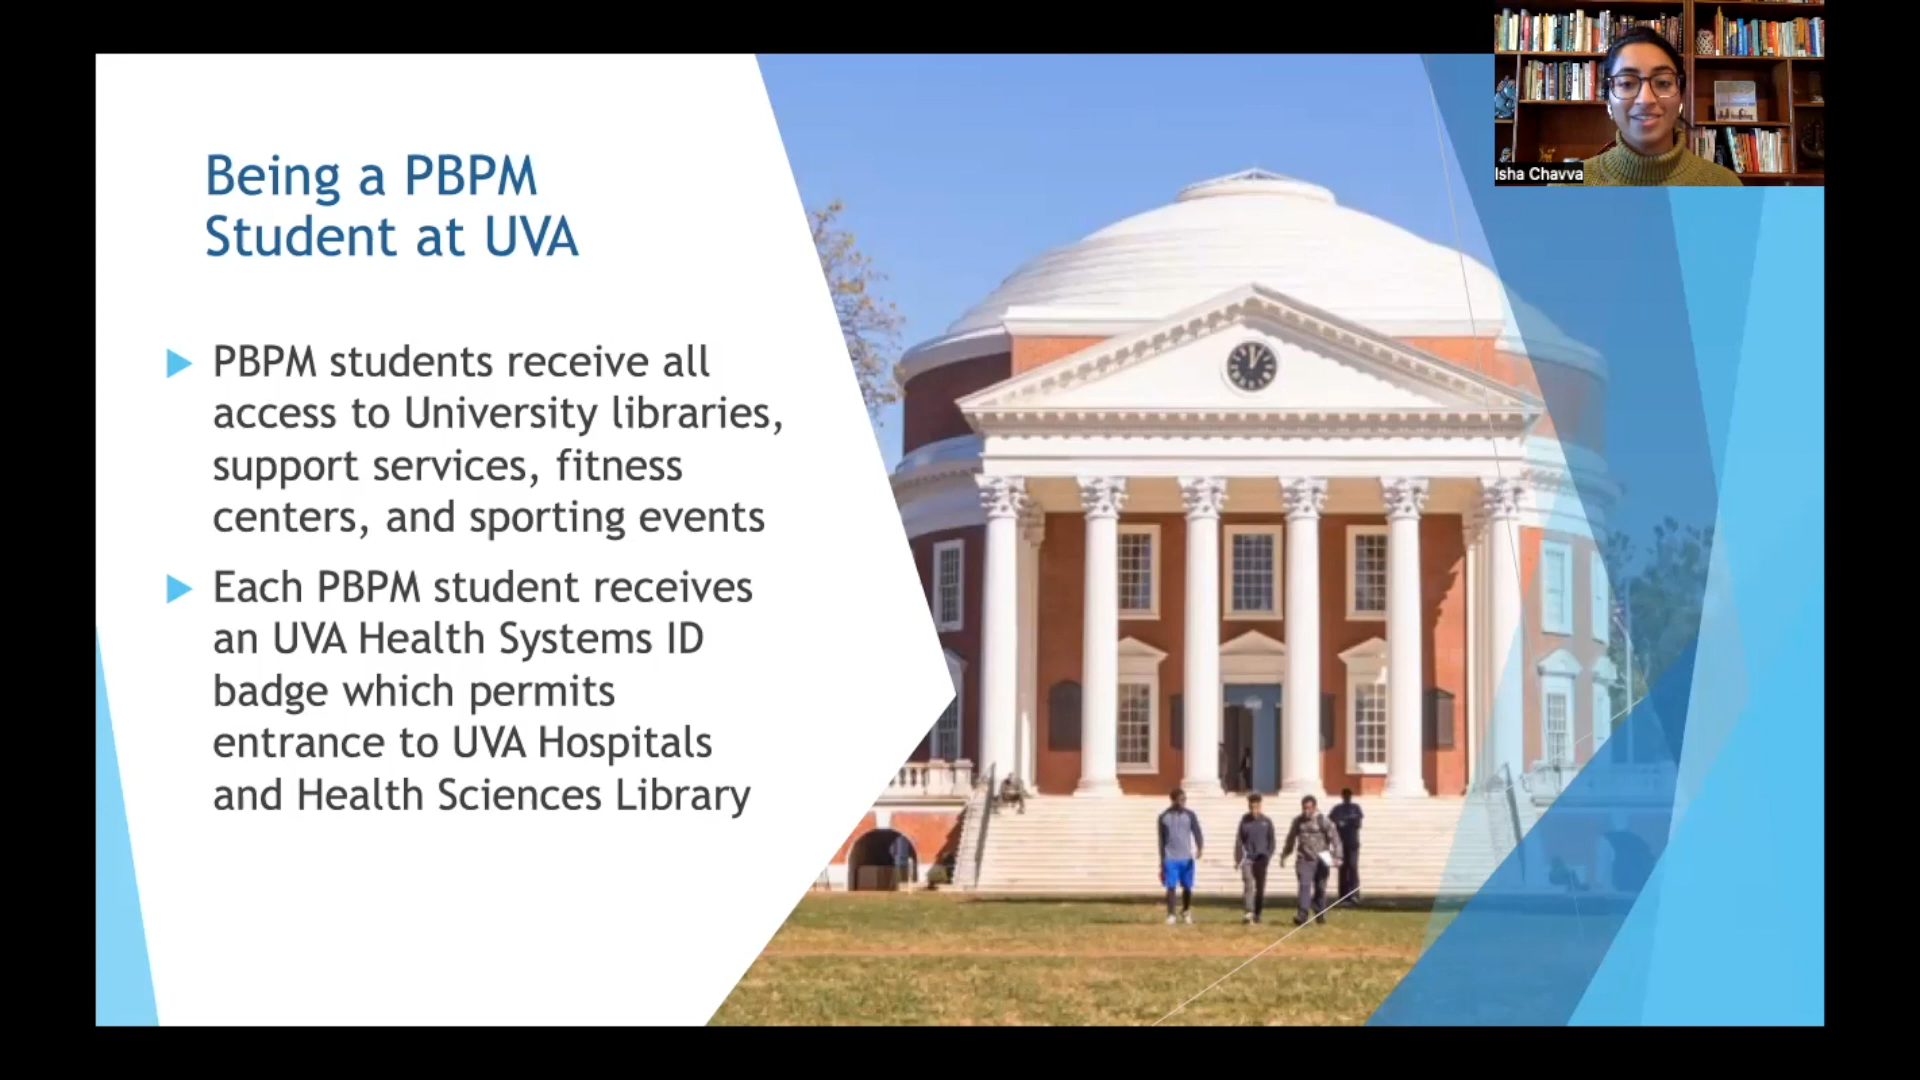 Isha Chavva
Being a PBPM
Student at UVA
PBPM students receive all
access to University libraries,
support services, fitness
centers, and sporting events
Each PBPM student receives
an UVA Health Systems ID
badge which permits
entrance to UVA Hospitals
and Health Sciences Library